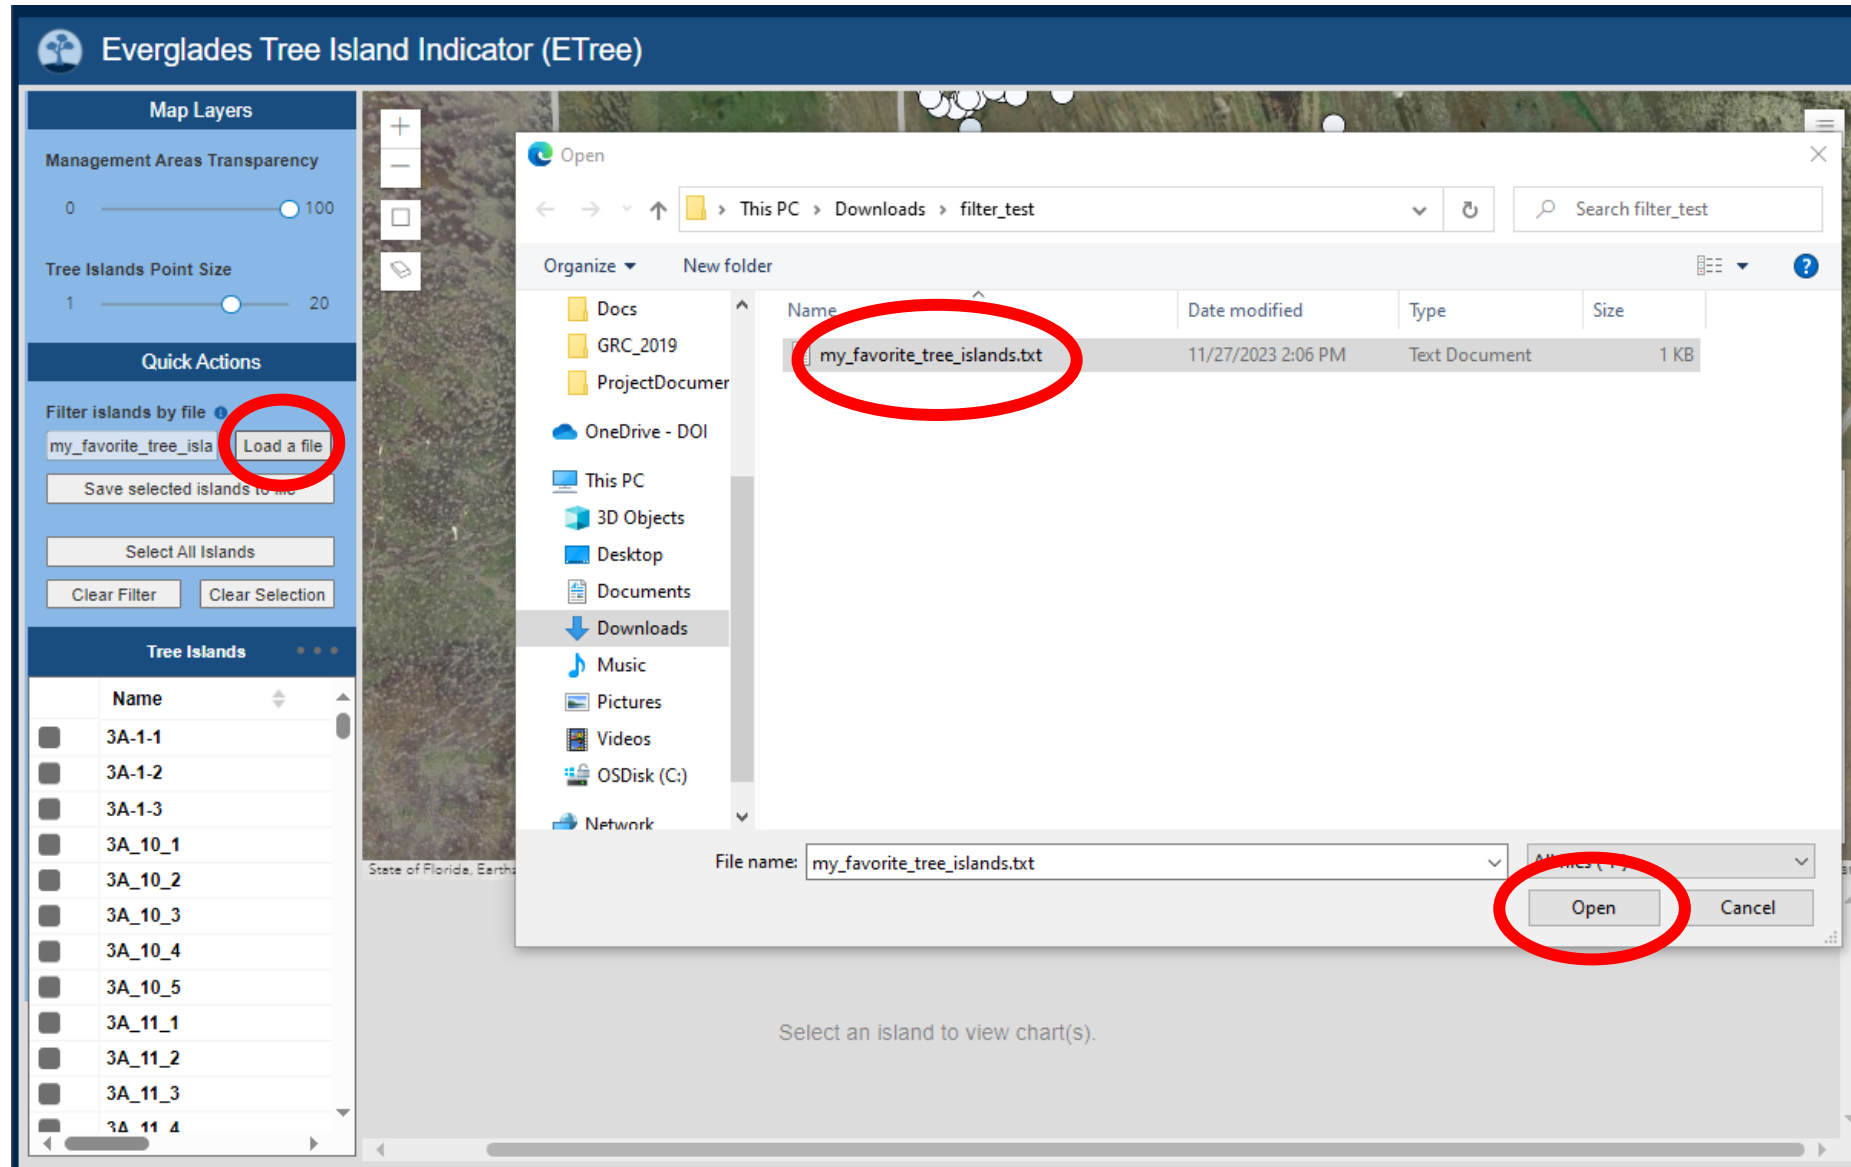 Everglades Tree Island Indicator (ETree)
Map Layers
Management Areas Transparency
0 100
Tree Islands Point Size
1 20
Quick Actions
Filter islands by file
my_favorite_tree_isla Load a file
Save selected islands to file
Select All Islands
Clear Filter Clear Selection
Tree Islands
Name
3A-1-1
3A-1-2
3A-1-3
3A_10_1
3A_10_2
3A_10_3
3A_10_4
3A_10_5
3A_11_1
3A_11_2
3A_11_3
3A_11_4
State of Florida,
Open
This PC > Downloads > filter_test
Search filter_test
Organize New folder
Docs
GRC_2019
ProjectDocumer
OneDrive - DOI
This PC
3D Objects
Desktop
Documents
Downloads
Music
Pictures
Videos
OSDisk (C:)
Network
Name Date modified Type Size
my_favorite_tree_islands.txt 11/27/2023 2:06 PM Text Document 1 KB
File name: my_favorite_tree_islands.txt
Open Cancel
Select an island to view chart(s).